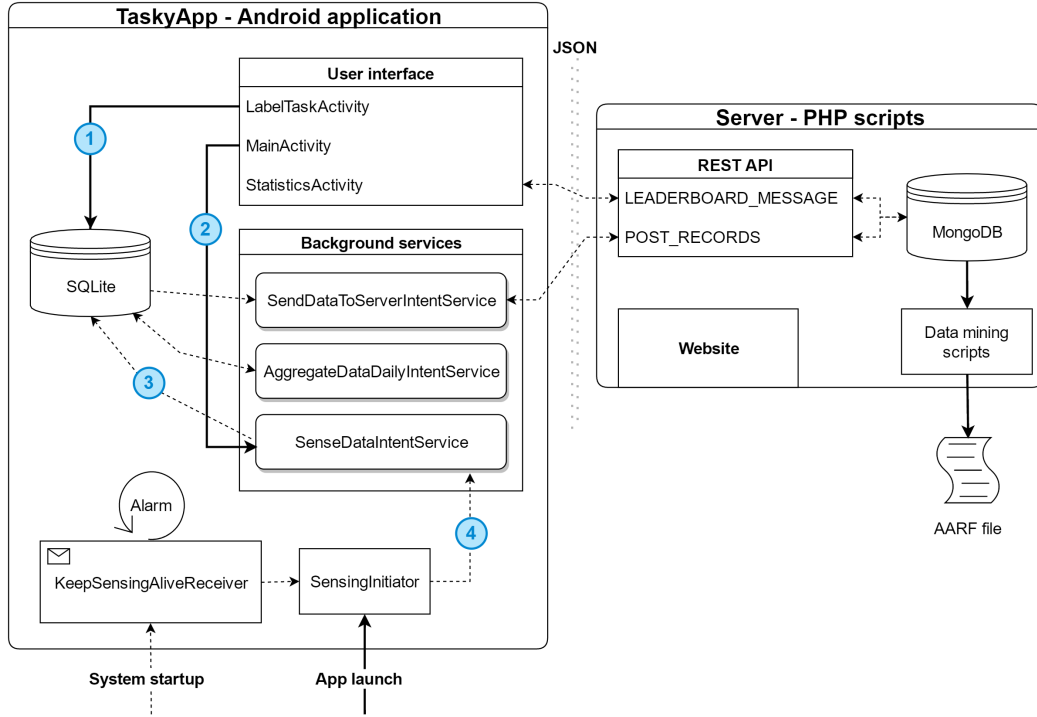 TaskyApp - Android application
JSON
User interface
LabelTaskActivity
MainActivity
StatisticsActivity
1
2
SQLite
Background services
SendDataToServerIntentService
AggregateDataDailyIntentService
SenseDataIntentService
3
4
Alarm
KeepSensingAliveReceiver
SensingInitiator
System startup
App launch
Server - PHP scripts
REST API
LEADERBOARD_MESSAGE
POST_RECORDS
MongoDB
Website
Data mining
scripts
AARF file